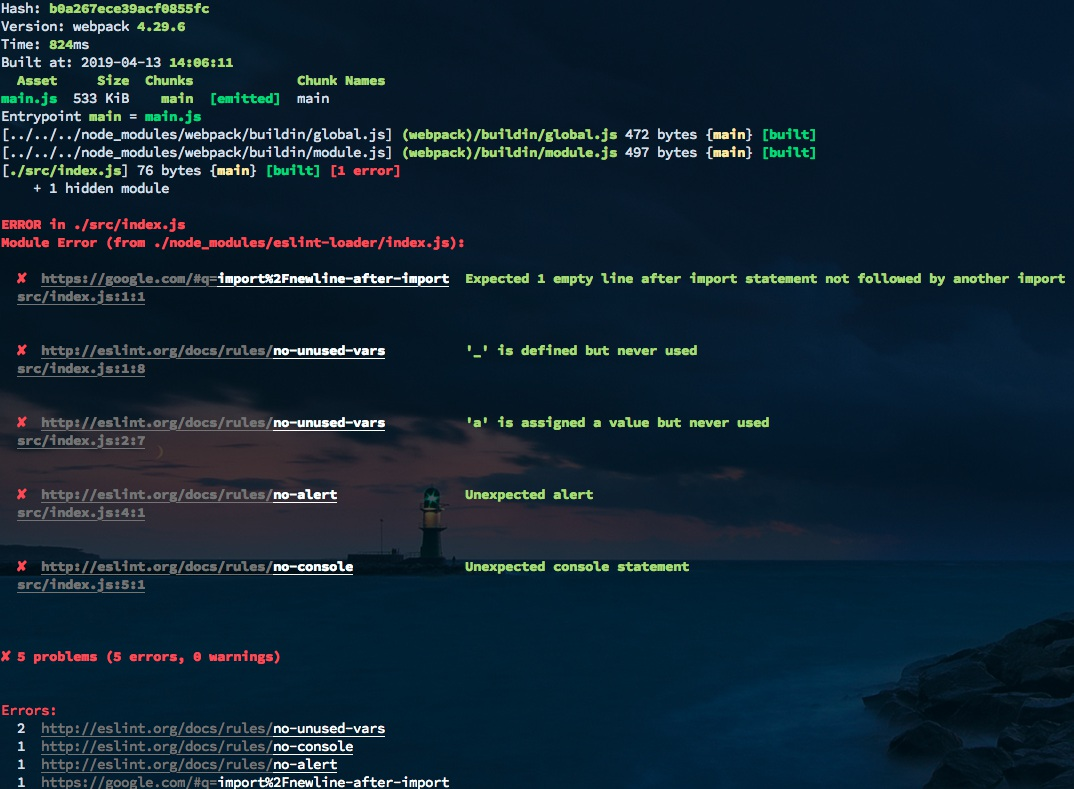 Hash: b0a267ece39acf0855fc
Version: webpack 4.29.6
Time: 824ms
Built at: 2019-04-13 14:06:11
Asset Size Chunks Chunk Names
main.js 533 KiB main [emitted] main
Entrypoint main = main.js
[../../../node_modules/webpack/buildin/global.js] (webpack)/buildin/global.js 472 bytes {main} [built]
[../../../node_modules/webpack/buildin/module.js] (webpack)/buildin/module.js 497 bytes {main} [built]
[./src/index.js] 76 bytes {main} [built] [1 error]
+ 1 hidden module
ERROR in ./src/index.js
Module Error (from ./node_modules/eslint-loader/index.js):
✘ https://google.com/#q=import%2Fnewline-after-import Expected 1 empty line after import statement not followed by another import
src/index.js:1:1
✘ http://eslint.org/docs/rules/no-unused-vars '_' is defined but never used
src/index.js:1:8
✘ http://eslint.org/docs/rules/no-unused-vars 'a' is assigned a value but never used
src/index.js:2:7
✘ http://eslint.org/docs/rules/no-alert Unexpected alert
src/index.js:4:1
✘ http://eslint.org/docs/rules/no-console Unexpected console statement
src/index.js:5:1
✘ 5 problems (5 errors, 0 warnings)
Errors:
2 http://eslint.org/docs/rules/no-unused-vars
1 http://eslint.org/docs/rules/no-console
1 http://eslint.org/docs/rules/no-alert
1 https://google.com/#q=import%2Fnewline-after-import